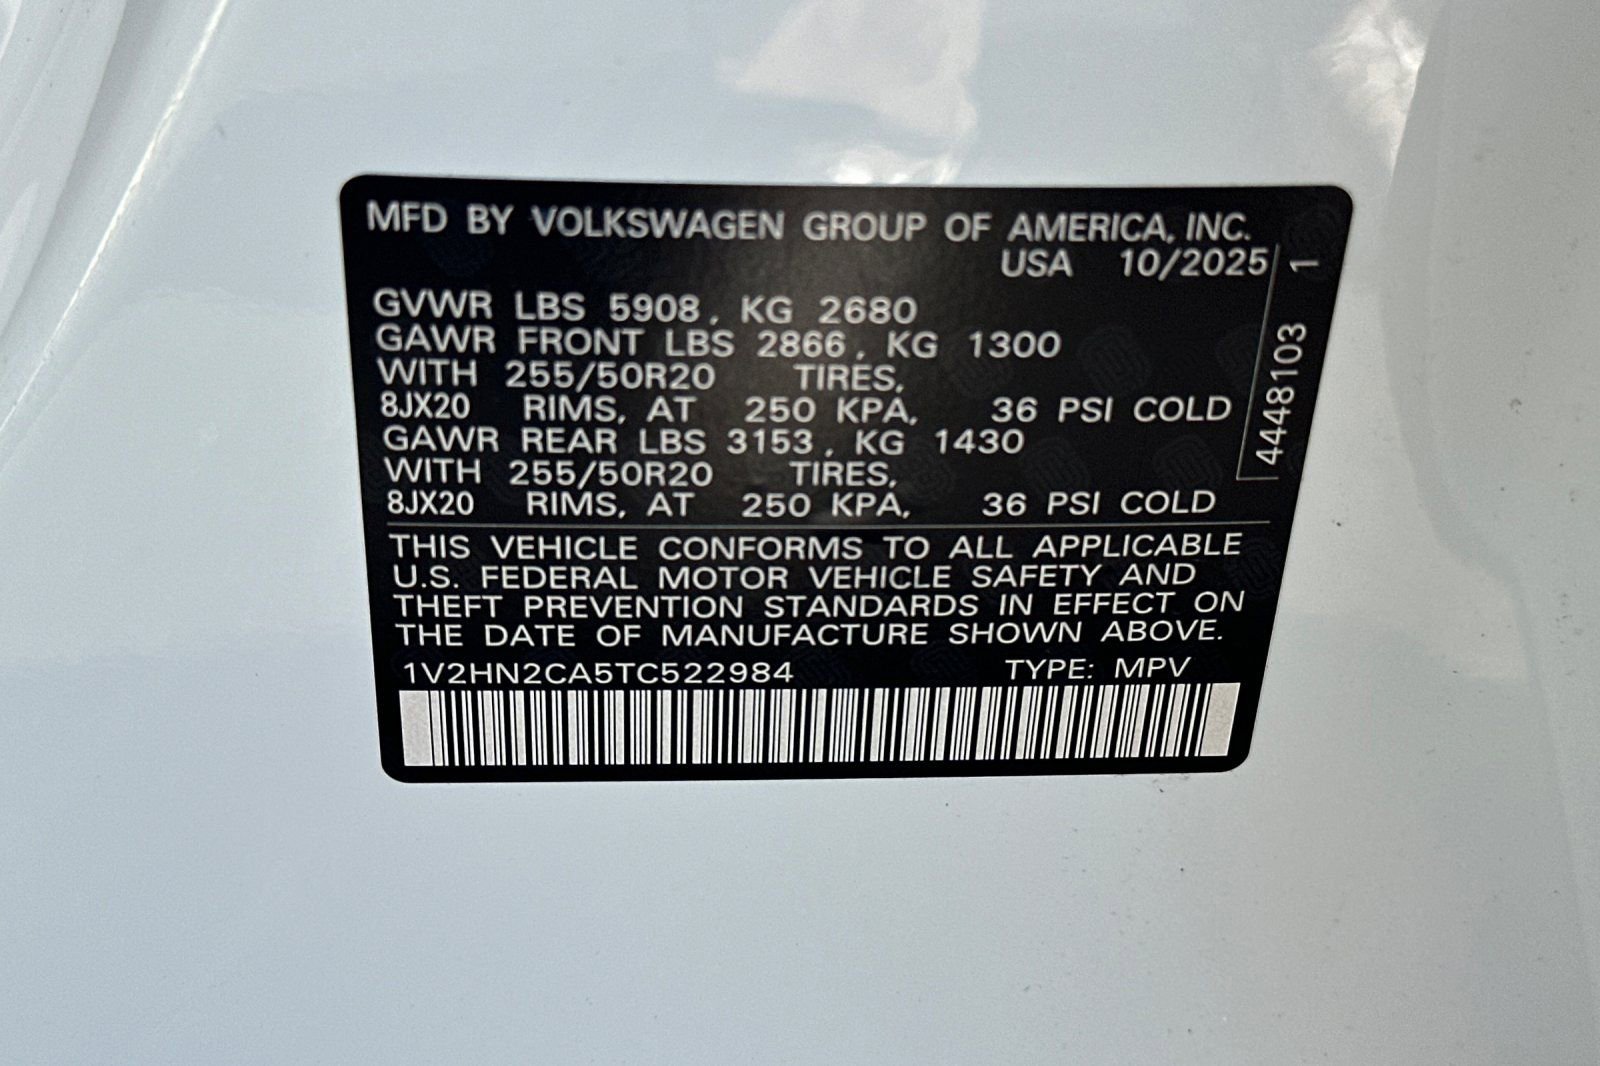 MFD BY VOLKSWAGEN GROUP OF AMERICA, INC.
USA 10/2025
GVWR LBS 5908, KG 2680
GAWR FRONT LBS 2866, KG 1300
WITH 255/50R20 TIRES,
8JX20 RIMS, AT 250 KPA, 36 PSI COLD
GAWR REAR LBS 3153, KG 1430
WITH 255/50R20 TIRES,
8JX20 RIMS, AT 250 KPA, 36 PSI COLD
4448103 1
THIS VEHICLE CONFORMS TO ALL APPLICABLE
U.S. FEDERAL MOTOR VEHICLE SAFETY AND
THEFT PREVENTION STANDARDS IN EFFECT ON
THE DATE OF MANUFACTURE SHOWN ABOVE.
1V2HN2CA5TC522984 TYPE: MPV